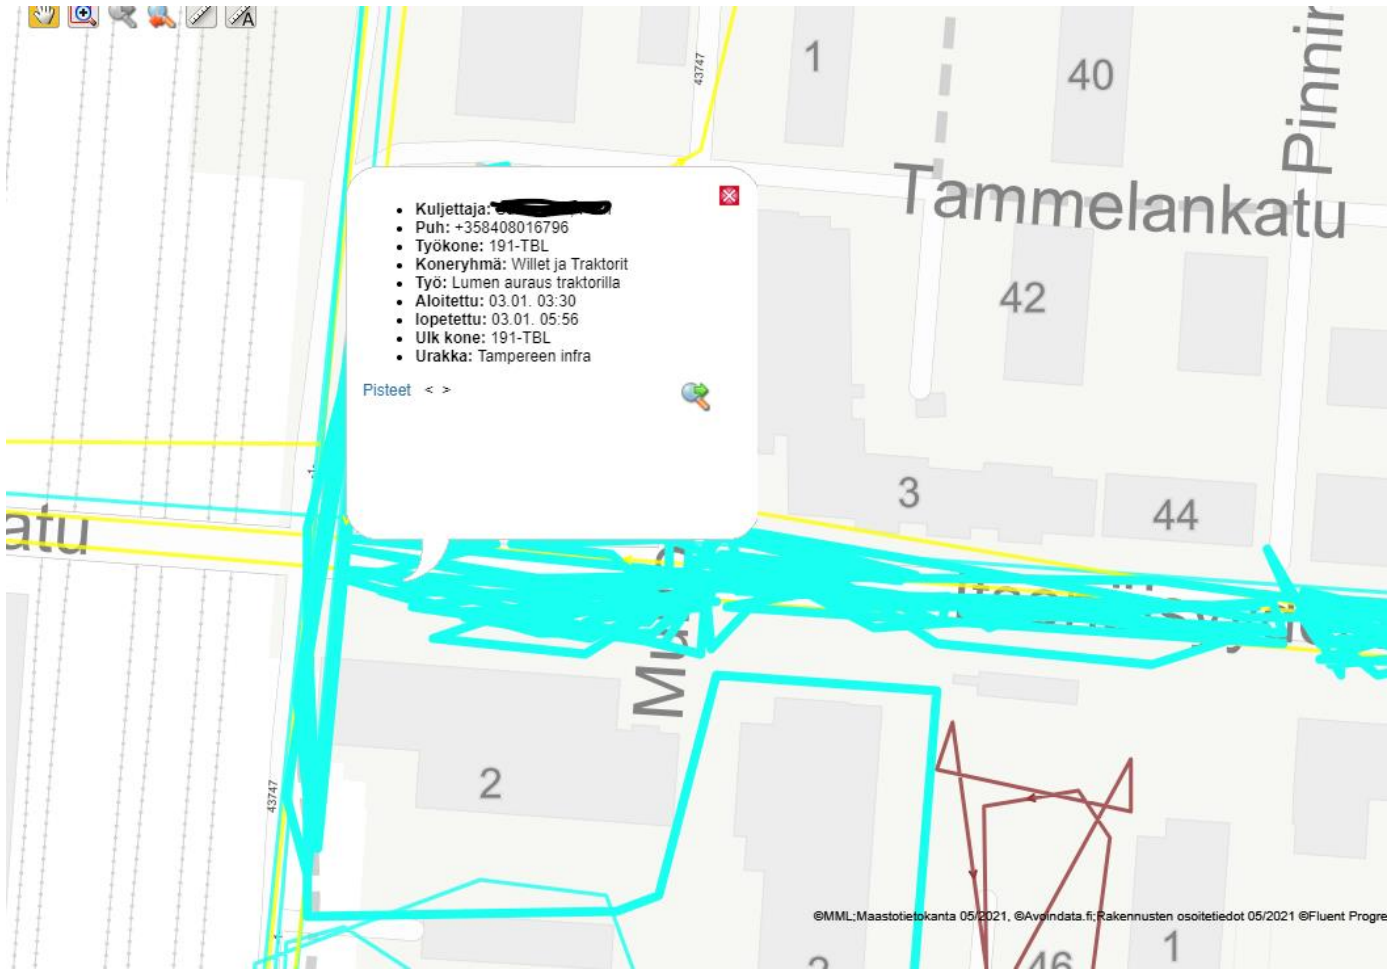 A
43747
1
40
Pinnin
Tammelankatu
Kuljettaja:
Puh: +358408016796
Työkone: 191-TBL
Koneryhmä: Willet ja Traktorit
Työ: Lumen auraus traktorilla
Aloitettu: 03.01. 03:30
lopetettu: 03.01. 05:56
Ulk kone: 191-TBL
Urakka: Tampereen infra
Pisteet < >
42
3
44
atu
2
43747
©MML;Maastotietokanta 05/2021, ©Avoindata.fi;Rakennusten osoitetiedot 05/2021 ©Fluent Progre
46
1